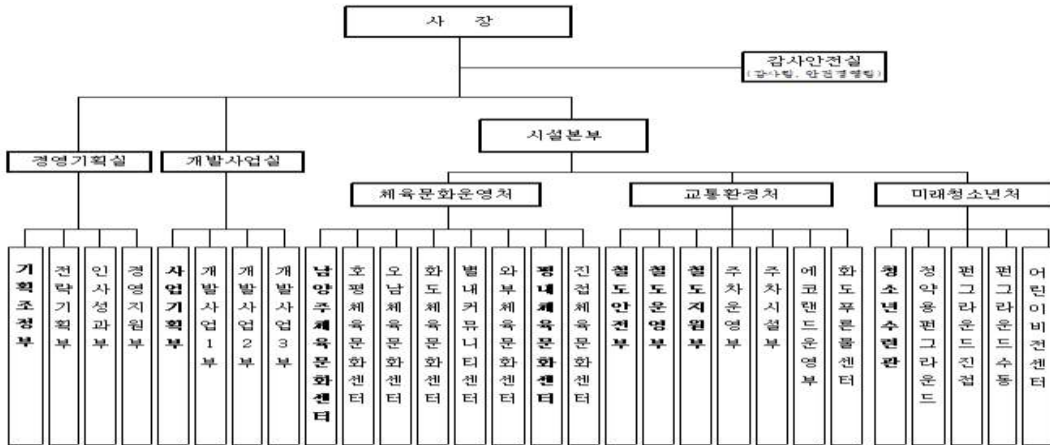 사 장
감사안전실
(감사팀, 안전경영팀)
시설본부
경영기획실
개발사업실
체육문화운영처
교통환경처
미래청소년처
기획조정부
전략기획부
인사성과부
경영지원부
사업기획부
개발사업1부
개발사업2부
개발사업3부
남양주체육문화센터
호평체육문화센터
오남체육문화센터
화도체육문화센터
별내커뮤니티센터
와부체육문화센터
평내체육문화센터
진접체육문화센터
철도안전부
철도운영부
철도지원부
주차운영부
주차시설부
에코랜드운영부
화도푸른물센터
청소년수련관
정약용펀그라운드
펀그라운드진접
펀그라운드수동
어린이비전센터